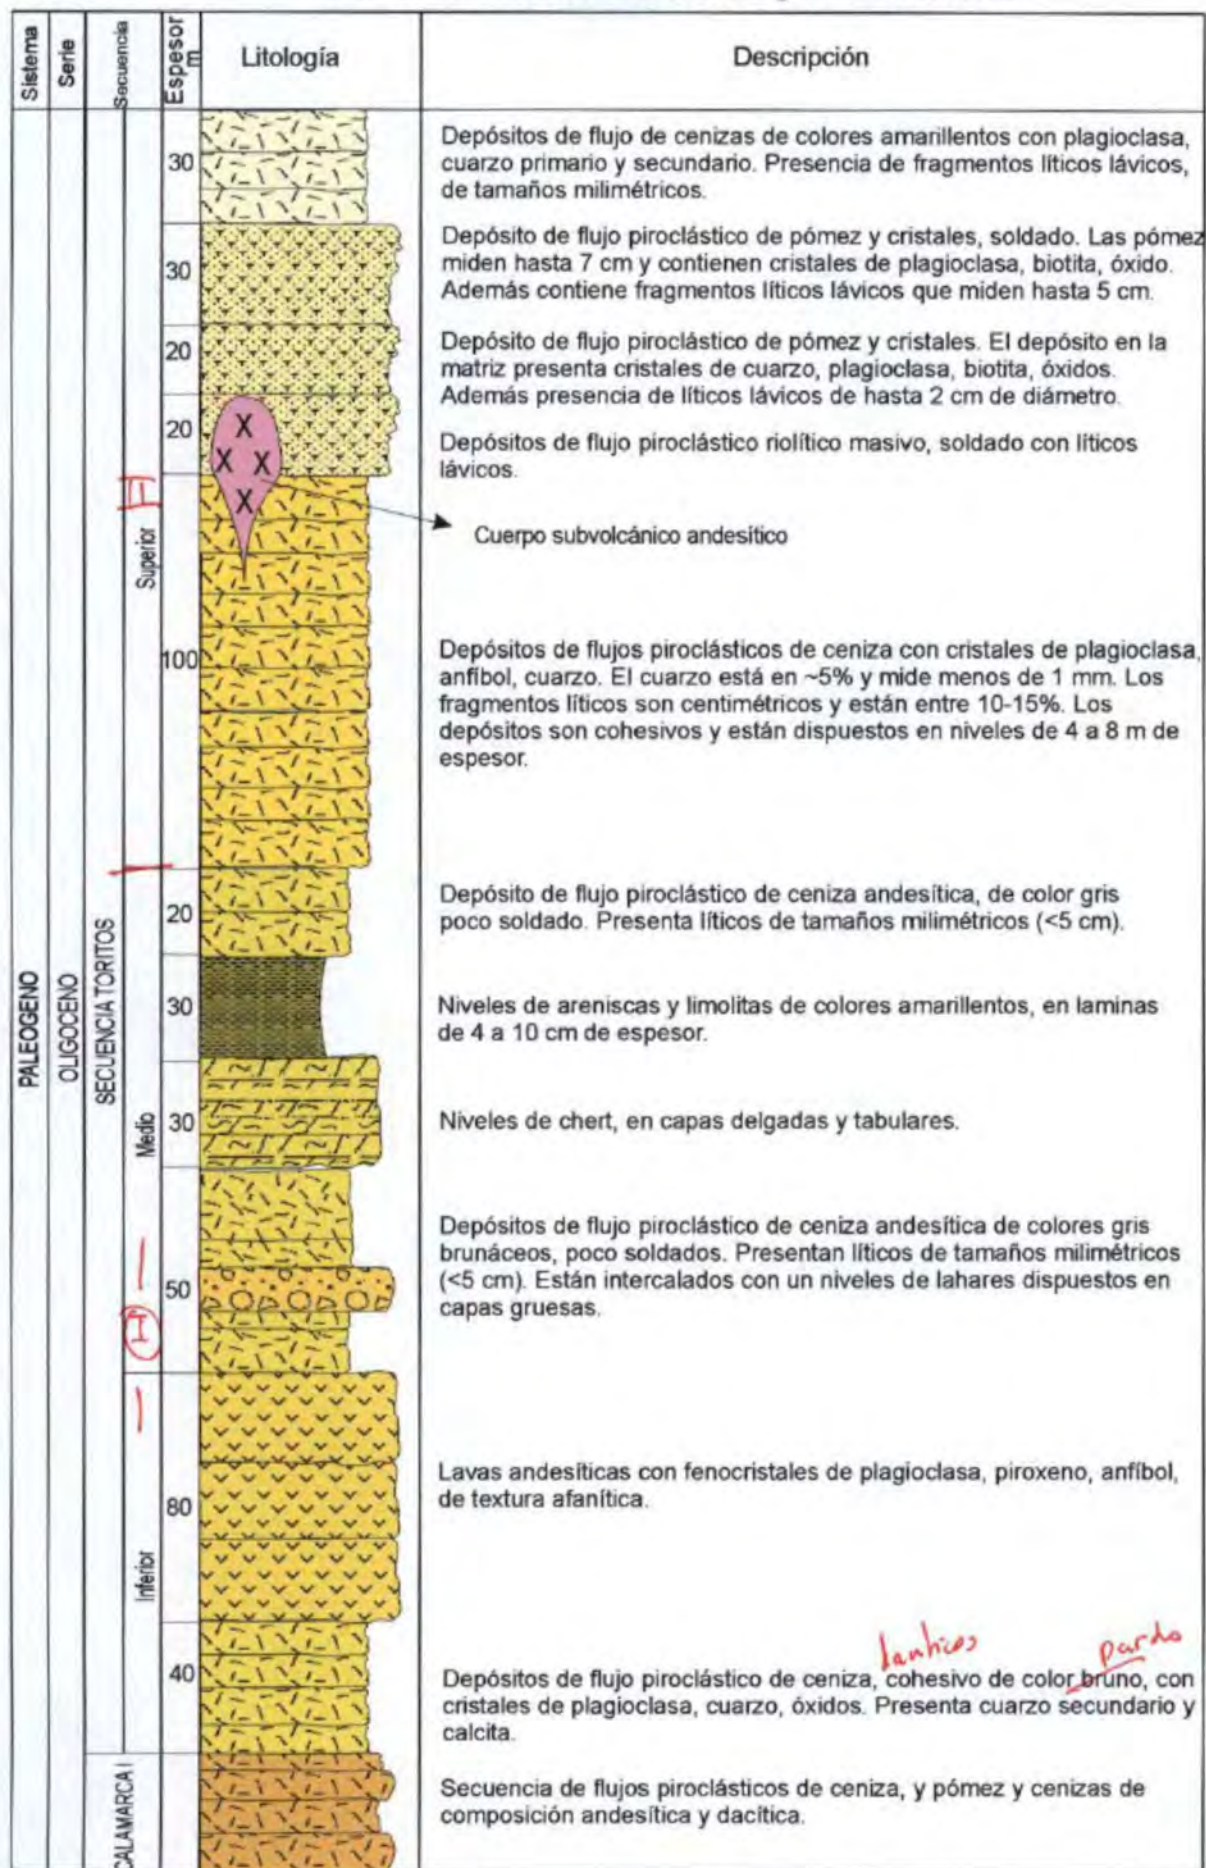 Sistema
Serie
Secuencia
Espesor
m
Litología
Descripción
PALEOGENO
OLIGOCENO
SECUENCIA TORITOS
CALAMARCA I
Superior
Medio
Inferior
30
Depósitos de flujo de cenizas de colores amarillentos con plagioclasa,
cuarzo primario y secundario. Presencia de fragmentos líticos lávicos,
de tamaños milimétricos.
30
Depósito de flujo piroclástico de pómez y cristales, soldado. Las pómez
miden hasta 7 cm y contienen cristales de plagioclasa, biotita, óxido.
Además contiene fragmentos líticos lávicos que miden hasta 5 cm.
20
Depósito de flujo piroclástico de pómez y cristales. El depósito en la
matriz presenta cristales de cuarzo, plagioclasa, biotita, óxidos.
Además presencia de líticos lávicos de hasta 2 cm de diámetro.
20
X
X X
X
Depósitos de flujo piroclástico riolítico masivo, soldado con líticos
lávicos.
Cuerpo subvolcánico andesítico
100
Depósitos de flujos piroclásticos de ceniza con cristales de plagioclasa,
anfíbol, cuarzo. El cuarzo está en ~5% y mide menos de 1 mm. Los
fragmentos líticos son centimétricos y están entre 10-15%. Los
depósitos son cohesivos y están dispuestos en niveles de 4 a 8 m de
espesor.
20
Depósito de flujo piroclástico de ceniza andesítica, de color gris
poco soldado. Presenta líticos de tamaños milimétricos (<5 cm).
30
Niveles de areniscas y limolitas de colores amarillentos, en laminas
de 4 a 10 cm de espesor.
30
Niveles de chert, en capas delgadas y tabulares.
50
Depósitos de flujo piroclástico de ceniza andesítica de colores gris
brunáceos, poco soldados. Presentan líticos de tamaños milimétricos
(<5 cm). Están intercalados con un niveles de lahares dispuestos en
capas gruesas.
80
Lavas andesíticas con fenocristales de plagioclasa, piroxeno, anfíbol,
de textura afanítica.
pardo
40
Depósitos de flujo piroclástico de ceniza, cohesivo de color bruno, con
cristales de plagioclasa, cuarzo, óxidos. Presenta cuarzo secundario y
calcita.
Secuencia de flujos piroclásticos de ceniza, y pómez y cenizas de
composición andesítica y dacítica.